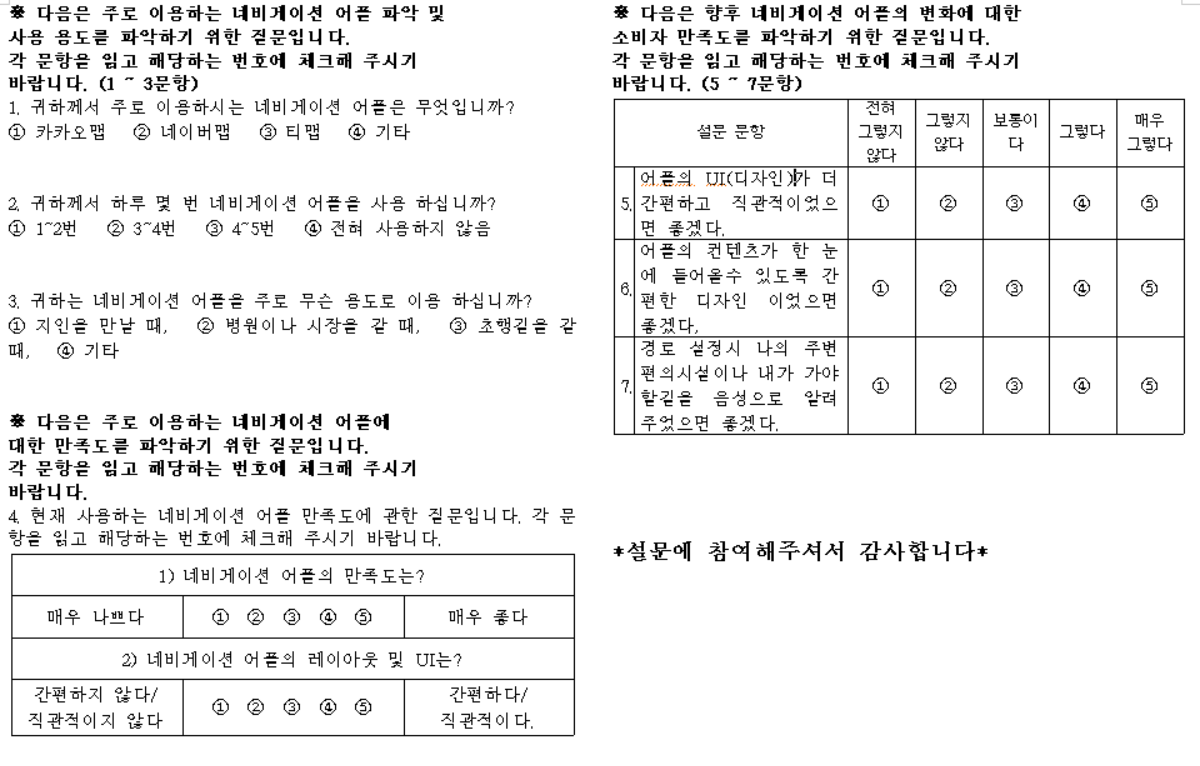 ※ 다음은 주로 이용하는 네비게이션 어플 파악 및
사용 용도를 파악하기 위한 질문입니다.
각 문항을 읽고 해당하는 번호에 체크해 주시기
바랍니다. (1 ~ 3문항)
1. 귀하께서 주로 이용하시는 네비게이션 어플은 무엇입니까?
① 카카오맵 ② 네이버맵 ③ 티맵 ④ 기타
2. 귀하께서 하루 몇 번 네비게이션 어플을 사용 하십니까?
① 1~2번 ② 3~4번 ③ 4~5번 ④ 전혀 사용하지 않음
3. 귀하는 네비게이션 어플을 주로 무슨 용도로 이용 하십니까?
① 지인을 만날 때, ② 병원이나 시장을 갈 때, ③ 초행길을 갈
때, ④ 기타
※ 다음은 주로 이용하는 네비게이션 어플에
대한 만족도를 파악하기 위한 질문입니다.
각 문항을 읽고 해당하는 번호에 체크해 주시기
바랍니다.
4. 현재 사용하는 네비게이션 어플 만족도에 관한 질문입니다. 각 문
항을 읽고 해당하는 번호에 체크해 주시기 바랍니다.
1) 네비게이션 어플의 만족도는?
매우 나쁘다 ① ② ③ ④ ⑤ 매우 좋다
2) 네비게이션 어플의 레이아웃 및 UI는?
간편하지 않다/
직관적이지 않다
① ② ③ ④ ⑤
간편하다/
직관적이다.
※ 다음은 향후 네비게이션 어플의 변화에 대한
소비자 만족도를 파악하기 위한 질문입니다.
각 문항을 읽고 해당하는 번호에 체크해 주시기
바랍니다. (5 ~ 7문항)
설문 문항
전혀
그렇지
않다
그렇지
않다
보통이
다
그렇다
매우
그렇다
5.
어플의 UI(디자인)가 더
간편하고 직관적이었으
면 좋겠다.
① ② ③ ④ ⑤
6.
어플의 컨텐츠가 한 눈
에 들어올수 있도록 간
편한 디자인 이었으면
좋겠다,
① ② ③ ④ ⑤
7.
경로 설정시 나의 주변
편의시설이나 내가 가야
할길을 음성으로 알려
주었으면 좋겠다.
① ② ③ ④ ⑤
*설문에 참여해주셔서 감사합니다*